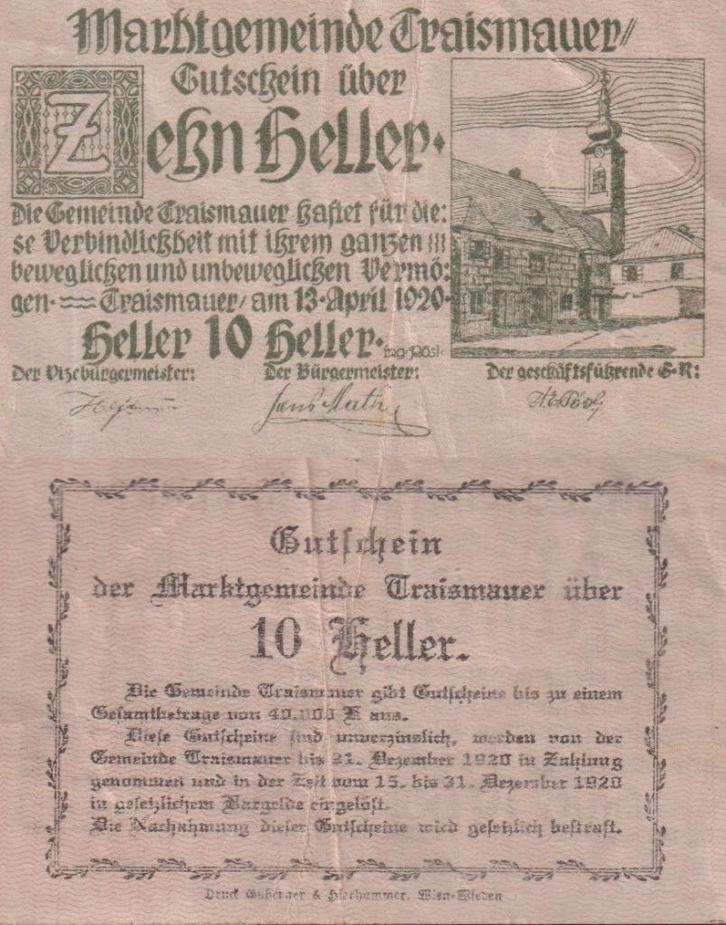 Marktgemeinde Traismauer/
Gutschein über
Zehn Heller.
Die Gemeinde Traismauer haftet für die:
se Verbindlichkeit mit ihrem ganzen
beweglichen und unbeweglichen Vermö:
gen. Traismauer/ am 13. April 1920.
Heller 10 Heller.
Der Vizebürgermeister: Der Bürgermeister: Der geschäftsführende G-R:
Gutschein
der Marktgemeinde Traismauer über
10 Heller.
Die Gemeinde Traismauer gibt Gutscheine bis zu einem
Gesamtbetrage von 40.000 K aus.
Diese Gutscheine sind unverzinslich, werden von der
Gemeinde Traismauer bis 31. Dezember 1920 in Zahlung
genommen und in der Zeit vom 15. bis 31. Dezember 1920
in gesetzlichem Bargelde eingelöst.
Die Nachahmung dieser Gutscheine wird gesetzlich bestraft.
Druck & Wien-Wieden